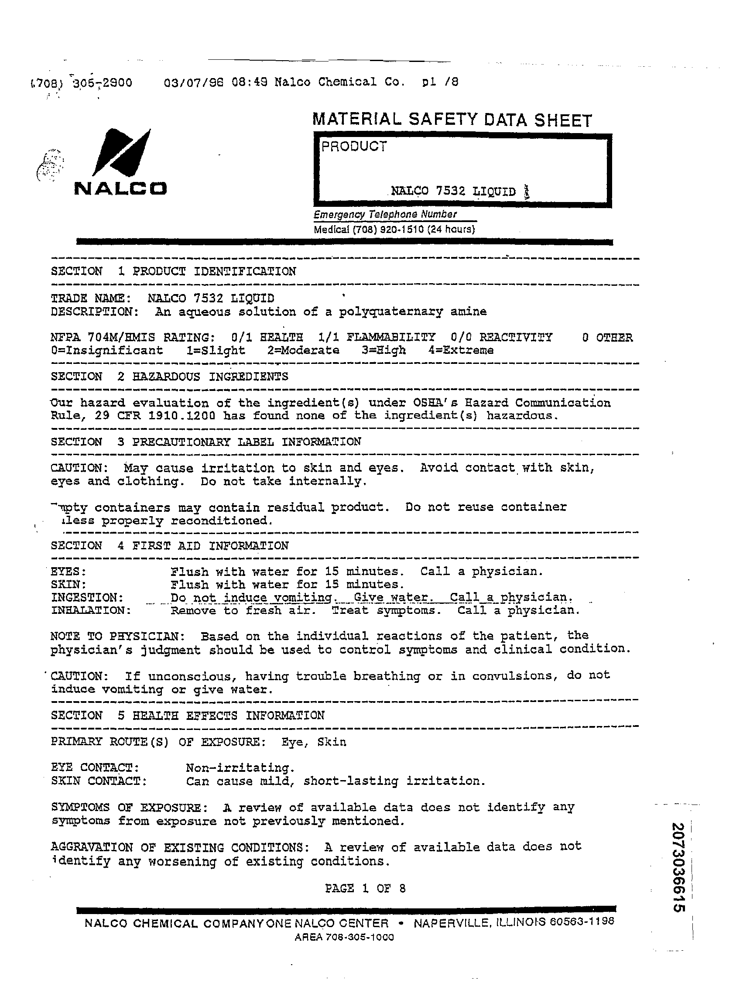 (708) 305-2900 03/07/96 08:49 Nalco Chemical Co. p1 /8
MATERIAL SAFETY DATA SHEET
PRODUCT
NALCO
NALCO 7532 LIQUID
Emergency Telephone Number
Medical (708) 920-1510 (24 hours)
SECTION 1 PRODUCT IDENTIFICATION
TRADE NAME: NALCO 7532 LIQUID
DESCRIPTION: An aqueous solution of a polyquaternary amine
NFPA 704M/HMIS RATING: 0/1 HEALTH 1/1 FLAMMABILITY 0/0 REACTIVITY 0 OTHER
0=Insignificant 1=Slight 2=Moderate 3=High 4=Extreme
SECTION 2 HAZARDOUS INGREDIENTS
Our hazard evaluation of the ingredient(s) under OSHA's Hazard Communication
Rule, 29 CFR 1910.1200 has found none of the ingredient(s) hazardous.
SECTION 3 PRECAUTIONARY LABEL INFORMATION
CAUTION: May cause irritation to skin and eyes. Avoid contact with skin,
eyes and clothing. Do not take internally.
mpty containers may contain residual product. Do not reuse container
less properly reconditioned.
SECTION 4 FIRST AID INFORMATION
EYES: Flush with water for 15 minutes. Call a physician.
SKIN: Flush with water for 15 minutes.
INGESTION: Do not induce vomiting. Give water. Call a physician.
INHALATION: Remove to fresh air. Treat symptoms. Call a physician.
NOTE TO PHYSICIAN: Based on the individual reactions of the patient, the
physician's judgment should be used to control symptoms and clinical condition.
CAUTION: If unconscious, having trouble breathing or in convulsions, do not
induce vomiting or give water.
SECTION 5 HEALTH EFFECTS INFORMATION
PRIMARY ROUTE(S) OF EXPOSURE: Eye, Skin
EYE CONTACT: Non-irritating.
SKIN CONTACT: Can cause mild, short-lasting irritation.
SYMPTOMS OF EXPOSURE: A review of available data does not identify any
symptoms from exposure not previously mentioned.
AGGRAVATION OF EXISTING CONDITIONS: A review of available data does not
identify any worsening of existing conditions.
PAGE 1 OF 8
NALCO CHEMICAL COMPANY ONE NALCO CENTER • NAPERVILLE, ILLINOIS 60563-1198
AREA 708-305-1000
2073036615